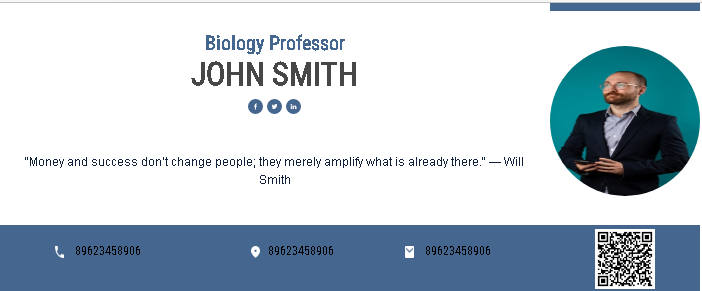 Biology Professor
JOHN SMITH
"Money and success don't change people; they merely amplify what is already there." — Will
Smith
89623458906 89623458906 89623458906